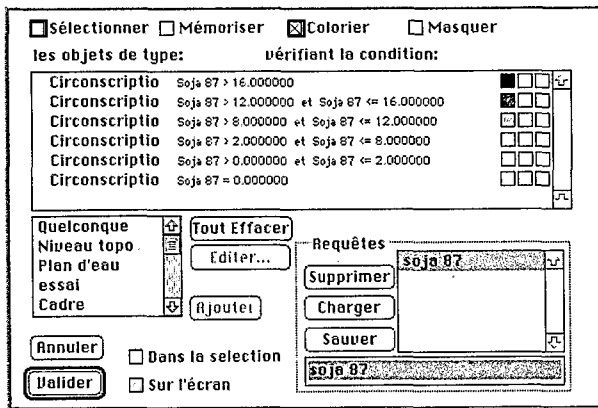 Sélectionner Mémoriser Colorier Masquer
les objets de type: vérifiant la condition:
Circonscriptio Soja 87 > 16.000000
Circonscriptio Soja 87 > 12.000000 et Soja 87 <= 16.000000
Circonscriptio Soja 87 > 8.000000 et Soja 87 <= 12.000000
Circonscriptio Soja 87 > 2.000000 et Soja 87 <= 8.000000
Circonscriptio Soja 87 > 0.000000 et Soja 87 <= 2.000000
Circonscriptio Soja 87 = 0.000000
Quelconque
Niveau topo
Plan d'eau
essai
Cadre
Tout Effacer
Editer...
Ajouter
Requêtes
Supprimer
Charger
Sauver
soja 87
soja 87
Annuler
Valider
Dans la selection
Sur l'écran